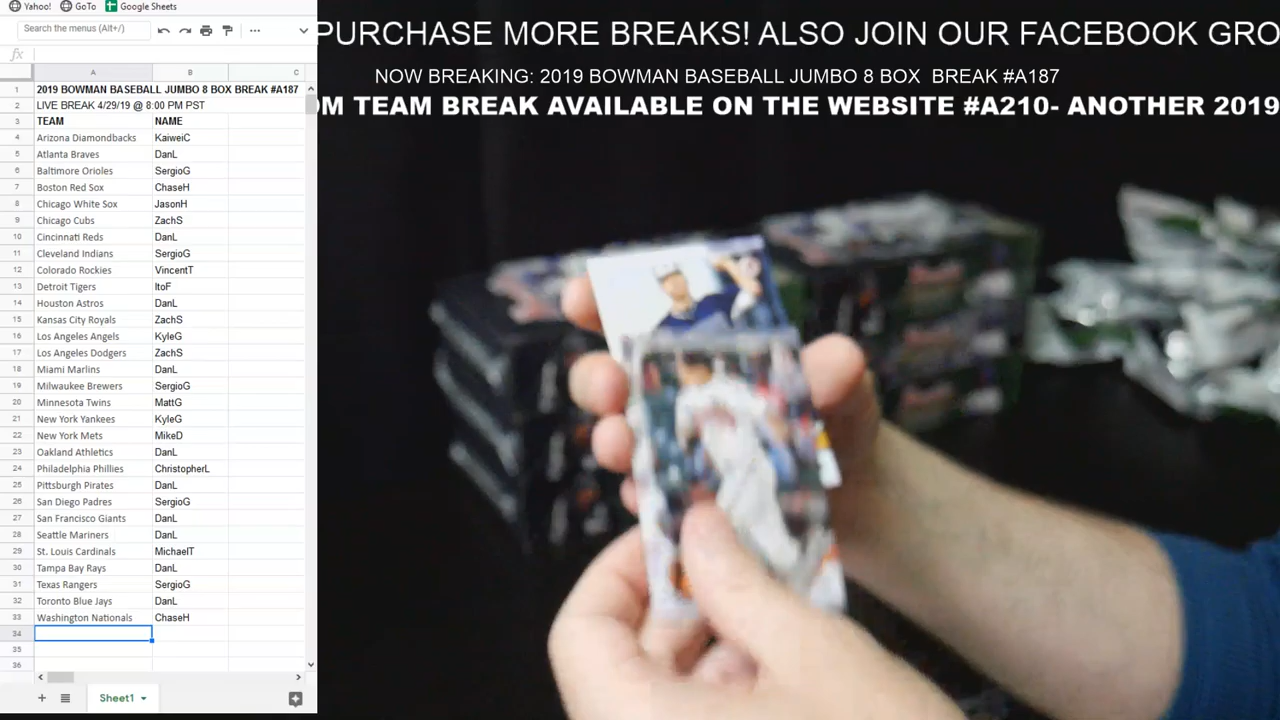 Yahoo! GoTo Google Sheets
Search the menus (Alt+/)
fx
A B C
1 2019 BOWMAN BASEBALL JUMBO 8 BOX BREAK #A187
2 LIVE BREAK 4/29/19 @ 8:00 PM PST
3 TEAM NAME
4 Arizona Diamondbacks KaiweiC
5 Atlanta Braves DanL
6 Baltimore Orioles SergioG
7 Boston Red Sox ChaseH
8 Chicago White Sox JasonH
9 Chicago Cubs ZachS
10 Cincinnati Reds DanL
11 Cleveland Indians SergioG
12 Colorado Rockies VincentT
13 Detroit Tigers ItoF
14 Houston Astros DanL
15 Kansas City Royals ZachS
16 Los Angeles Angels KyleG
17 Los Angeles Dodgers ZachS
18 Miami Marlins DanL
19 Milwaukee Brewers SergioG
20 Minnesota Twins MattG
21 New York Yankees KyleG
22 New York Mets MikeD
23 Oakland Athletics DanL
24 Philadelphia Phillies ChristopherL
25 Pittsburgh Pirates DanL
26 San Diego Padres SergioG
27 San Francisco Giants DanL
28 Seattle Mariners DanL
29 St. Louis Cardinals MichaelT
30 Tampa Bay Rays DanL
31 Texas Rangers SergioG
32 Toronto Blue Jays DanL
33 Washington Nationals ChaseH
34
35
36
Sheet1
PURCHASE MORE BREAKS! ALSO JOIN OUR FACEBOOK GRO
NOW BREAKING: 2019 BOWMAN BASEBALL JUMBO 8 BOX BREAK #A187
OM TEAM BREAK AVAILABLE ON THE WEBSITE #A210- ANOTHER 2019